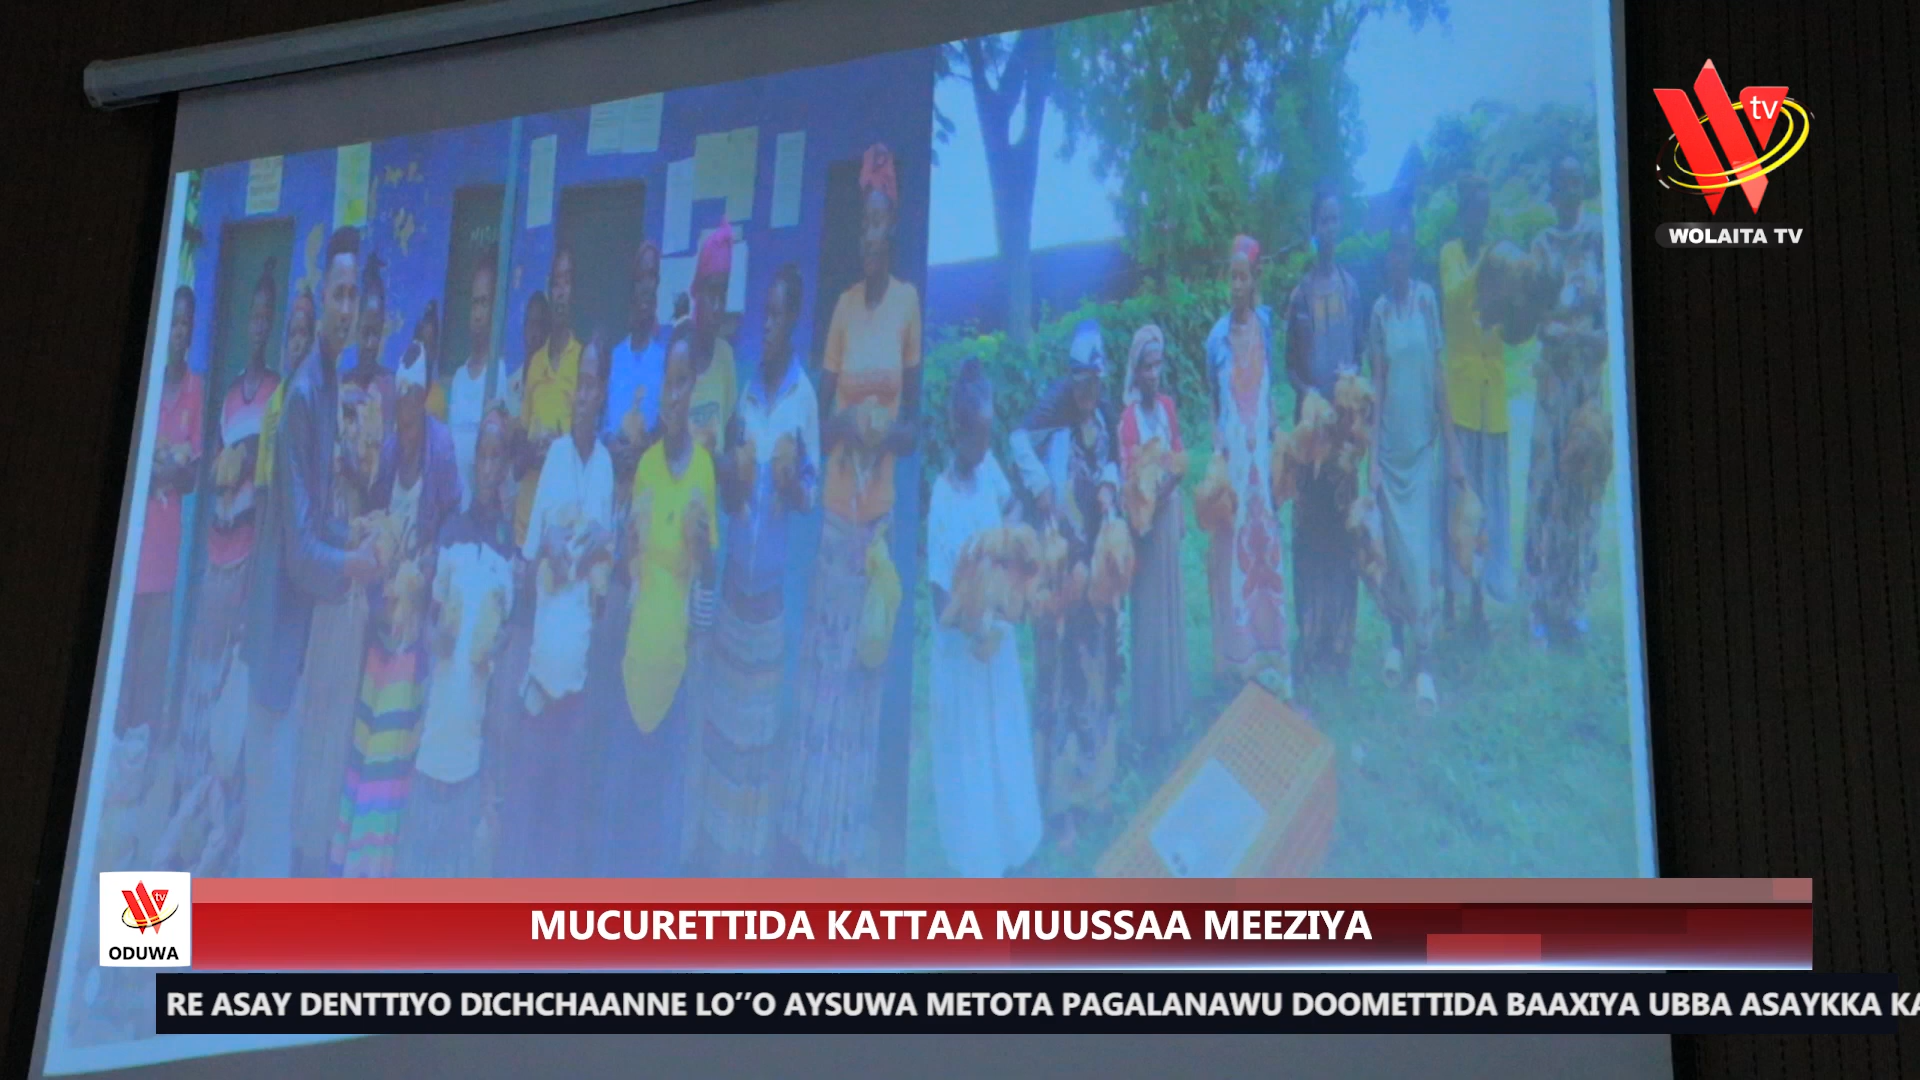 tv
WOLAITA TV
tv
ODUWA
MUCURETTIDA KATTAA MUUSSAA MEEZIYA
RE ASAY DENTTIYO DICHCHAANNE LO’’O AYSUWA METOTA PAGALANAWU DOOMETTIDA BAAXIYA UBBA ASAYKKA KA